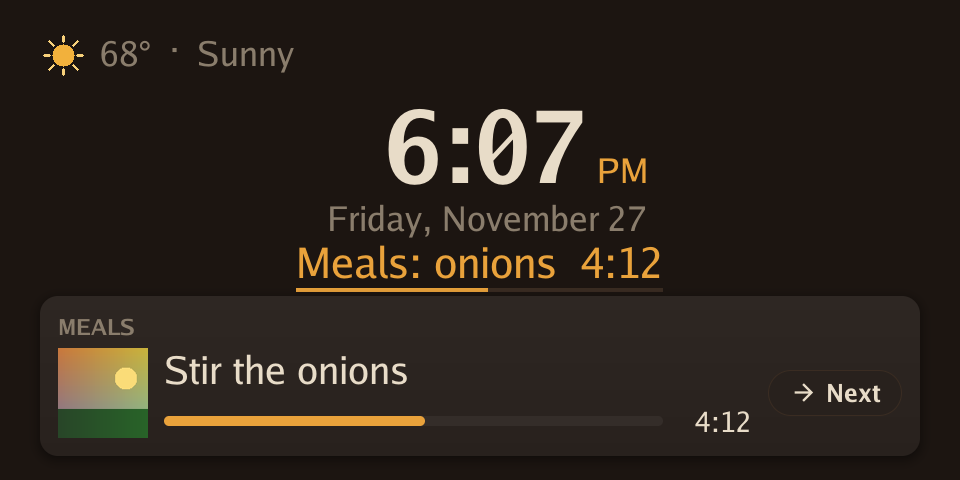 68° · Sunny
6:07 PM
Friday, November 27
Meals: onions 4:12
MEALS
Stir the onions
4:12
→ Next